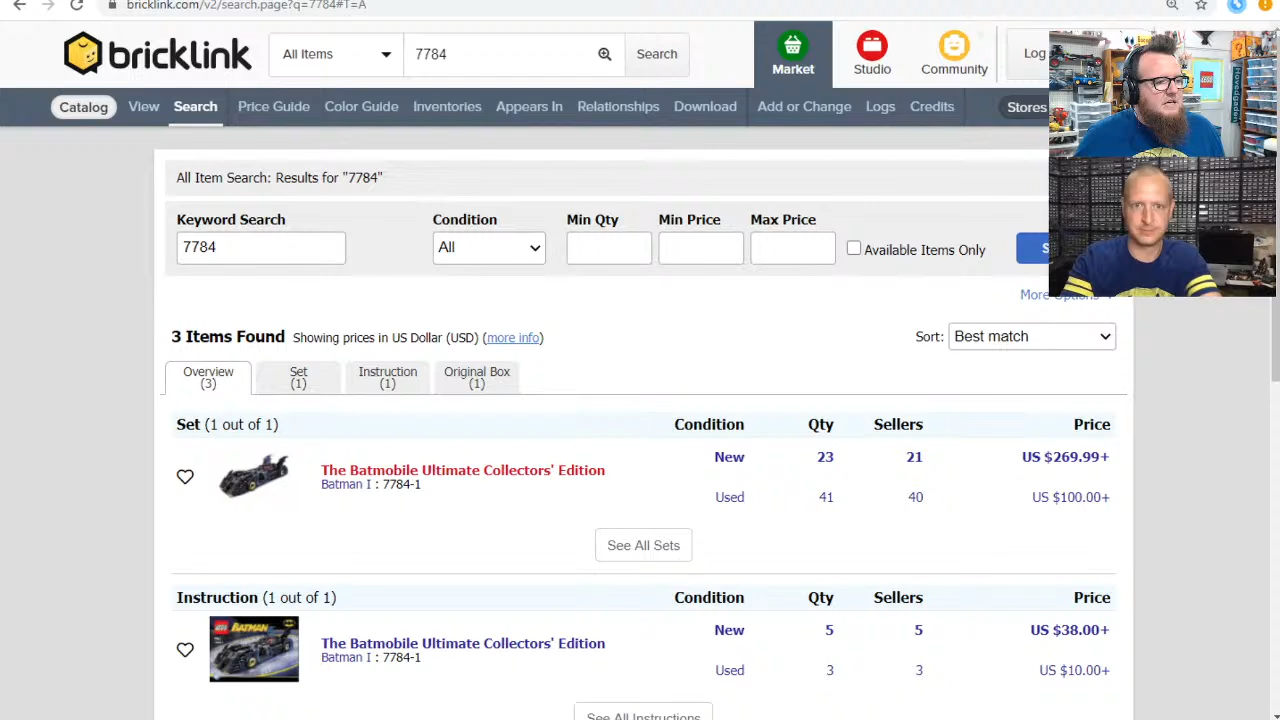 bricklink.com/v2/search.page?q=7784#T=A
bricklink
All Items
7784
Search
Market
Studio
Community
Log
Catalog
View
Search
Price Guide
Color Guide
Inventories
Appears In
Relationships
Download
Add or Change
Logs
Credits
Stores
All Item Search: Results for "7784"
Keyword Search
Condition
Min Qty
Min Price
Max Price
7784
All
Available Items Only
S
More Options
3 Items Found Showing prices in US Dollar (USD) (more info)
Sort: Best match
Overview
(3)
Set
(1)
Instruction
(1)
Original Box
(1)
Set (1 out of 1) Condition Qty Sellers Price
The Batmobile Ultimate Collectors' Edition
Batman I : 7784-1
New 23 21 US $269.99+
Used 41 40 US $100.00+
See All Sets
Instruction (1 out of 1) Condition Qty Sellers Price
LEGO
BATMAN
The Batmobile Ultimate Collectors' Edition
Batman I : 7784-1
New 5 5 US $38.00+
Used 3 3 US $10.00+
See All Instructions
LEGO
Hovedgaden